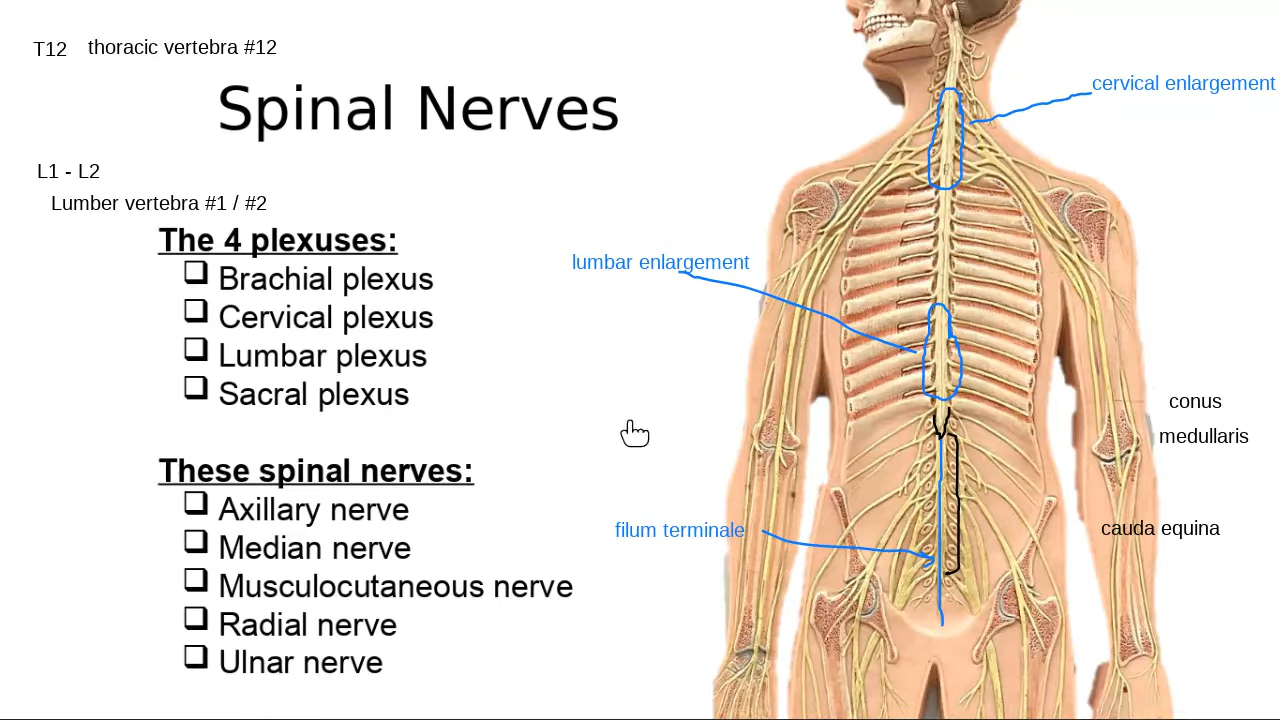 T12 thoracic vertebra #12
Spinal Nerves
cervical enlargement
L1 - L2
Lumber vertebra #1 / #2
The 4 plexuses:
Brachial plexus
Cervical plexus
Lumbar plexus
Sacral plexus
lumbar enlargement
These spinal nerves:
Axillary nerve
Median nerve
Musculocutaneous nerve
Radial nerve
Ulnar nerve
filum terminale
conus
medullaris
cauda equina